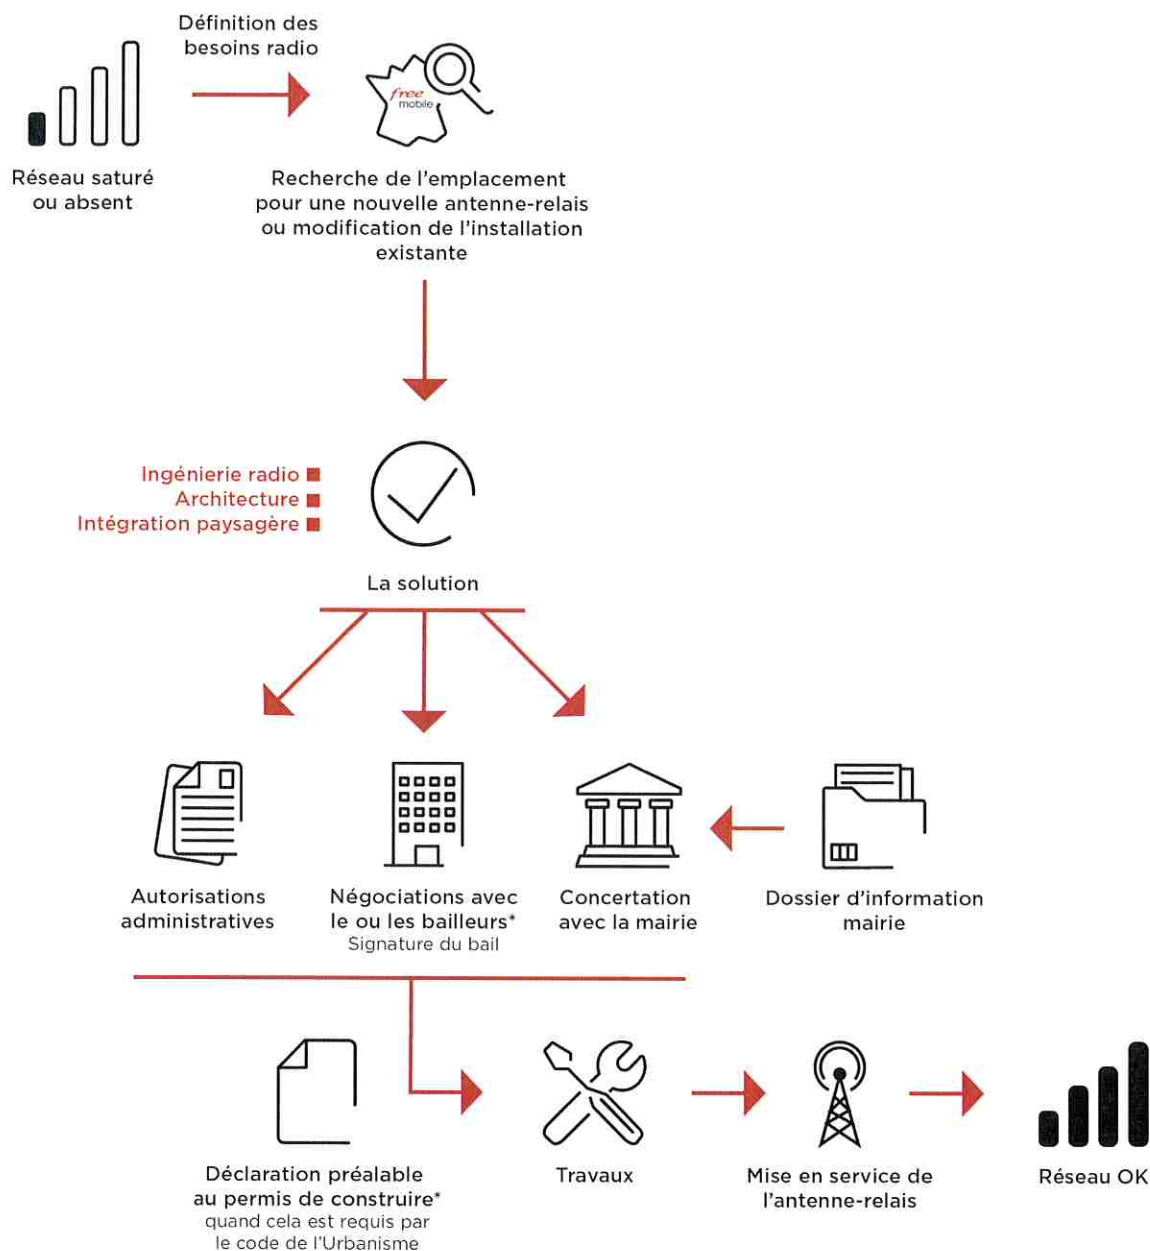 Définition des
besoins radio
free
mobile
Réseau saturé
ou absent
Recherche de l'emplacement
pour une nouvelle antenne-relais
ou modification de l'installation
existante
Ingénierie radio
Architecture
Intégration paysagère
La solution
Autorisations
administratives
Négociations avec
le ou les bailleurs*
Signature du bail
Concertation
avec la mairie
Dossier d'information
mairie
Déclaration préalable
au permis de construire*
quand cela est requis par
le code de l'Urbanisme
Travaux
Mise en service de
l'antenne-relais
Réseau OK